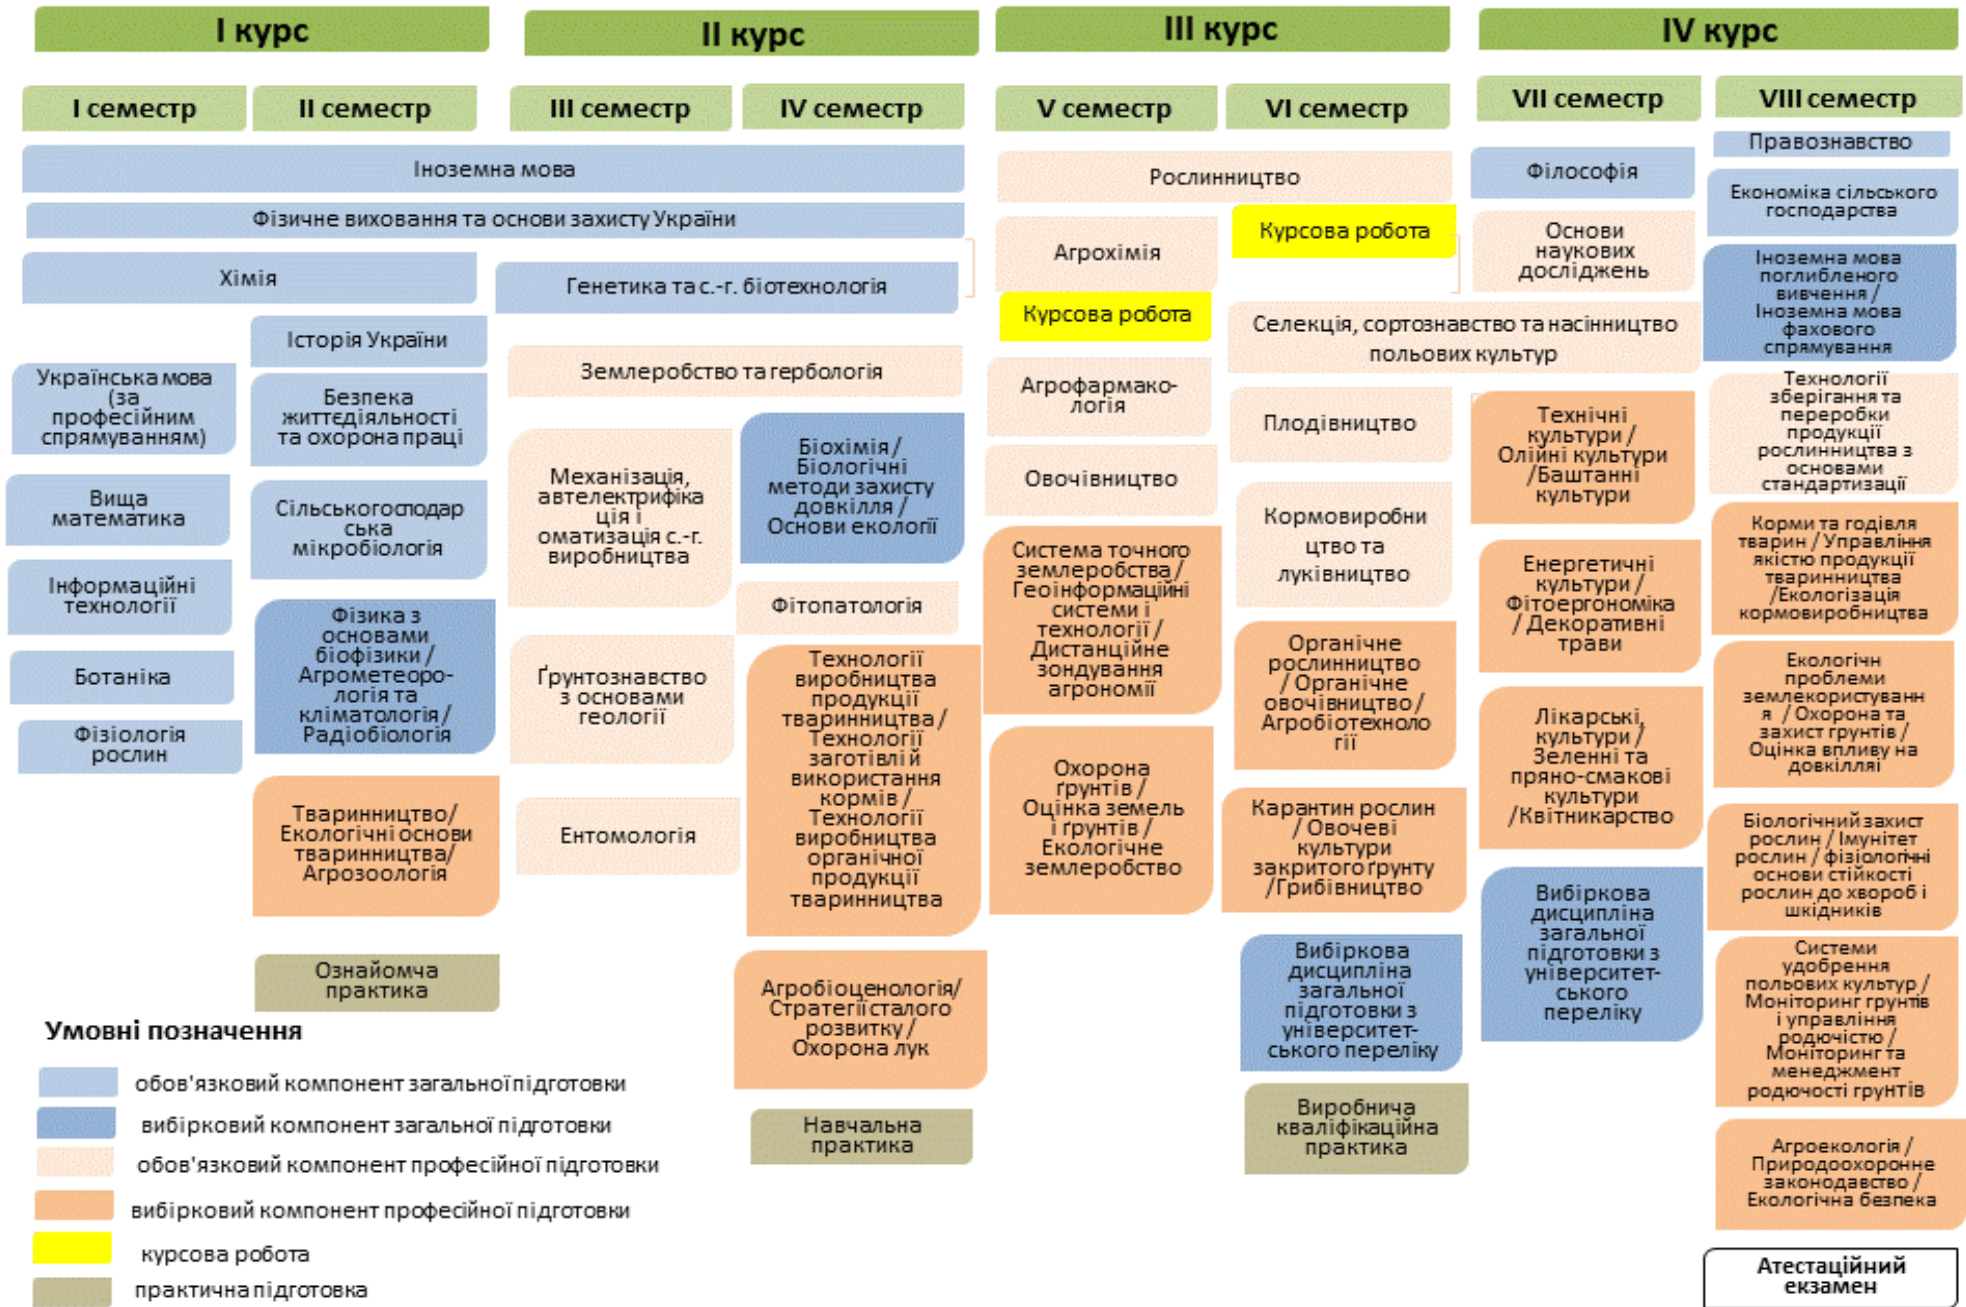 I курс
II курс
III курс
IV курс
I семестр
II семестр
III семестр
IV семестр
V семестр
VI семестр
VII семестр
VIII семестр
Іноземна мова
Фізичне виховання та основи захисту України
Хімія
Українська мова
(за
професійним
спрямуванням)
Вища
математика
Інформаційні
технології
Ботаніка
Фізіологія
рослин
Історія України
Безпека
життєдіяльності
та охорона праці
Сільськогосподар
ська
мікробіологія
Фізика з
основами
біофізики /
Агрометеоро-
логія та
кліматологія /
Радіобіологія
Тваринництво/
Екологічні основи
тваринництва/
Агрозоологія
Ознайомча
практика
Генетика та с.-г. біотехнологія
Землеробство та гербологія
Механізація,
автелектрифіка
ція і
оматизація с.-г.
виробництва
Ґрунтознавство
з основами
геології
Ентомологія
Біохімія /
Біологічні
методи захисту
довкілля /
Основи екології
Фітопатологія
Технології
виробництва
продукції
тваринництва/
Технології
заготівлі й
використання
кормів /
Технології
виробництва
органічної
продукції
тваринництва
Агробіоценологія/
Стратегії сталого
розвитку /
Охорона лук
Навчальна
практика
Рослинництво
Агрохімія
Курсова робота
Агрофармако-
логія
Овочівництво
Система точного
землеробства/
Геоінформаційні
системи і
технології /
Дистанційне
зондування
агрономії
Охорона
ґрунтів /
Оцінка земель
і ґрунтів /
Екологічне
землеробство
Курсова робота
Селекція, сортознавство та насінництво
польових культур
Плодівництво
Кормовиробни
цтво та
луківництво
Органічне
рослинництво
/ Органічне
овочівництво /
Агробіотехноло
гії
Карантин рослин
/ Овочеві
культури
закритого ґрунту
/Грибівництво
Вибіркова
дисципліна
загальної
підготовки з
університет-
ського переліку
Виробнича
кваліфікаційна
практика
Філософія
Основи
наукових
досліджень
Технічні
культури /
Олійні культури
/Баштанні
культури
Енергетичні
культури /
Фітоергономіка
/ Декоративні
трави
Лікарські
культури /
Зеленні та
пряно-смакові
культури
/Квітникарство
Вибіркова
дисципліна
загальної
підготовки з
університет-
ського
переліку
Правознавство
Економіка сільського
господарства
Іноземна мова
поглибленого
вивчення /
Іноземна мова
фахового
спрямування
Технології
зберігання та
переробки
продукції
рослинництва з
основами
стандартизації
Корми та годівля
тварин / Управління
якістю продукції
тваринництва
/Екологізація
кормовиробництва
Екологічн
проблеми
землекористуванн
я / Охорона та
захист грунтів /
Оцінка впливу на
довкілляі
Біологічний захист
рослин / Імунітет
рослин / фізіологічні
основи стійкості
рослин до хвороб і
шкідників
Системи
удобрення
польових культур /
Моніторинг грунтів
і управління
родючістю /
Моніторинг та
менеджмент
родючості грунтів
Агроекологія /
Природоохоронне
законодавство /
Екологічна безпека
Атестаційний
екзамен
Умовні позначення
обов'язковий компонент загальної підготовки
вибірковий компонент загальної підготовки
обов'язковий компонент професійної підготовки
вибірковий компонент професійної підготовки
курсова робота
практична підготовка